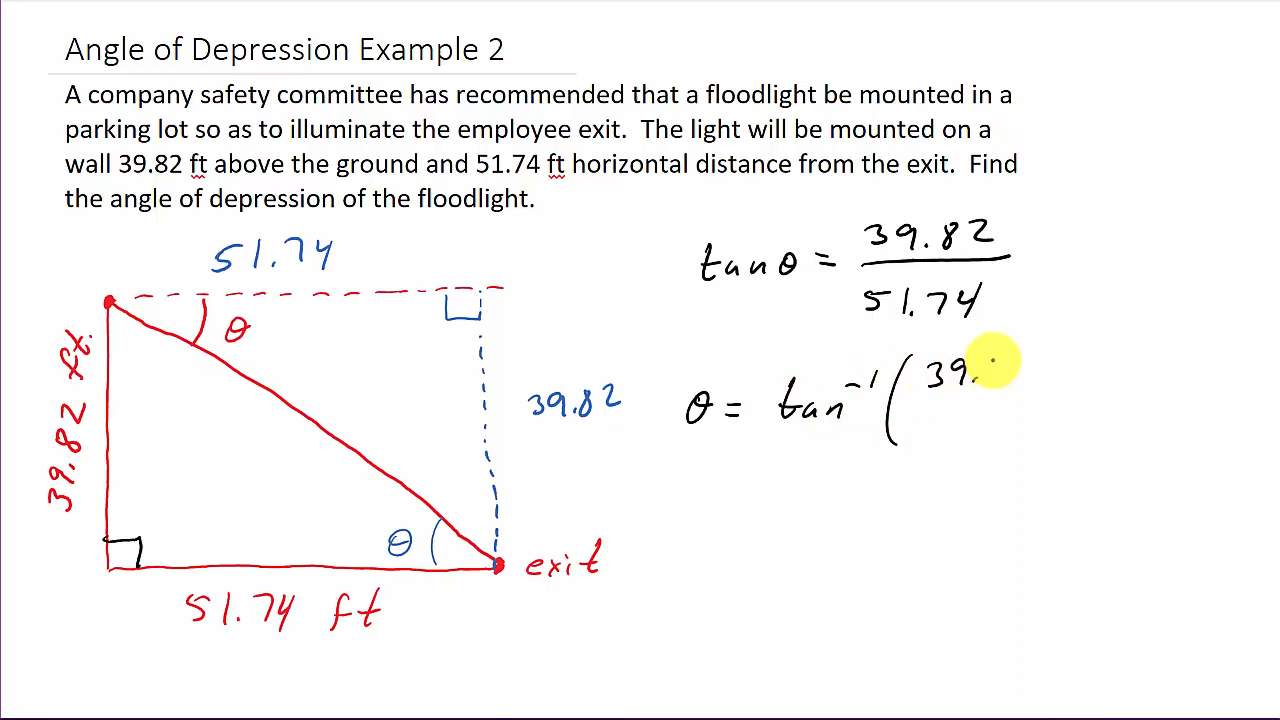 Angle of Depression Example 2
A company safety committee has recommended that a floodlight be mounted in a
parking lot so as to illuminate the employee exit. The light will be mounted on a
wall 39.82 ft above the ground and 51.74 ft horizontal distance from the exit. Find
the angle of depression of the floodlight.
51.74
θ
39.82 ft.
39.82
θ
exit
51.74 ft
tanθ = 39.82
51.74
θ = tan⁻¹( 39.